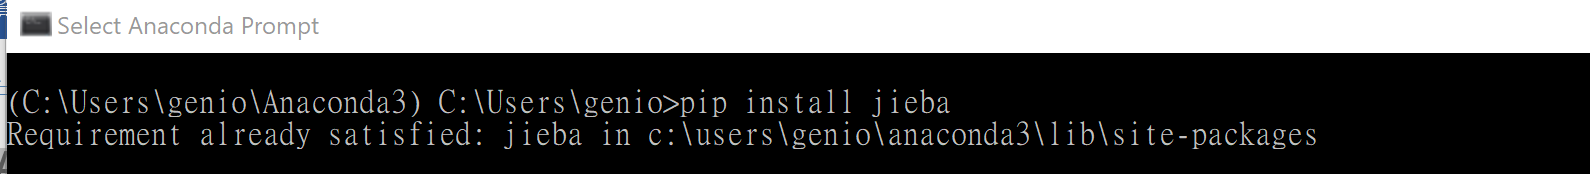 Select Anaconda Prompt
(C:\Users\genio\Anaconda3) C:\Users\genio>pip install jieba
Requirement already satisfied: jieba in c:\users\genio\anaconda3\lib\site-packages